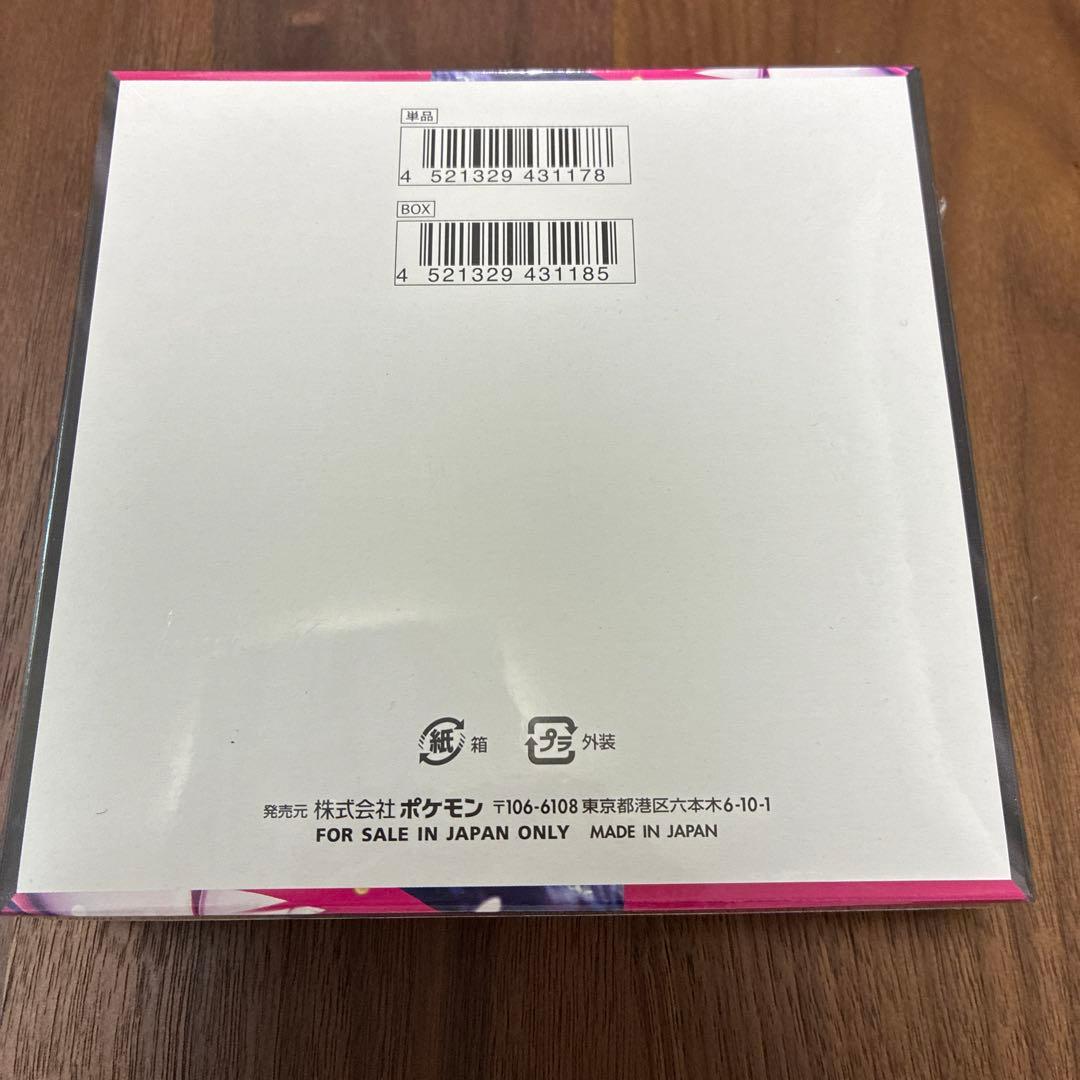 単品
4 521329 431178
BOX
4 521329 431185
紙 箱 プラ 外装
発売元 株式会社ポケモン 〒106-6108 東京都港区六本木6-10-1
FOR SALE IN JAPAN ONLY MADE IN JAPAN